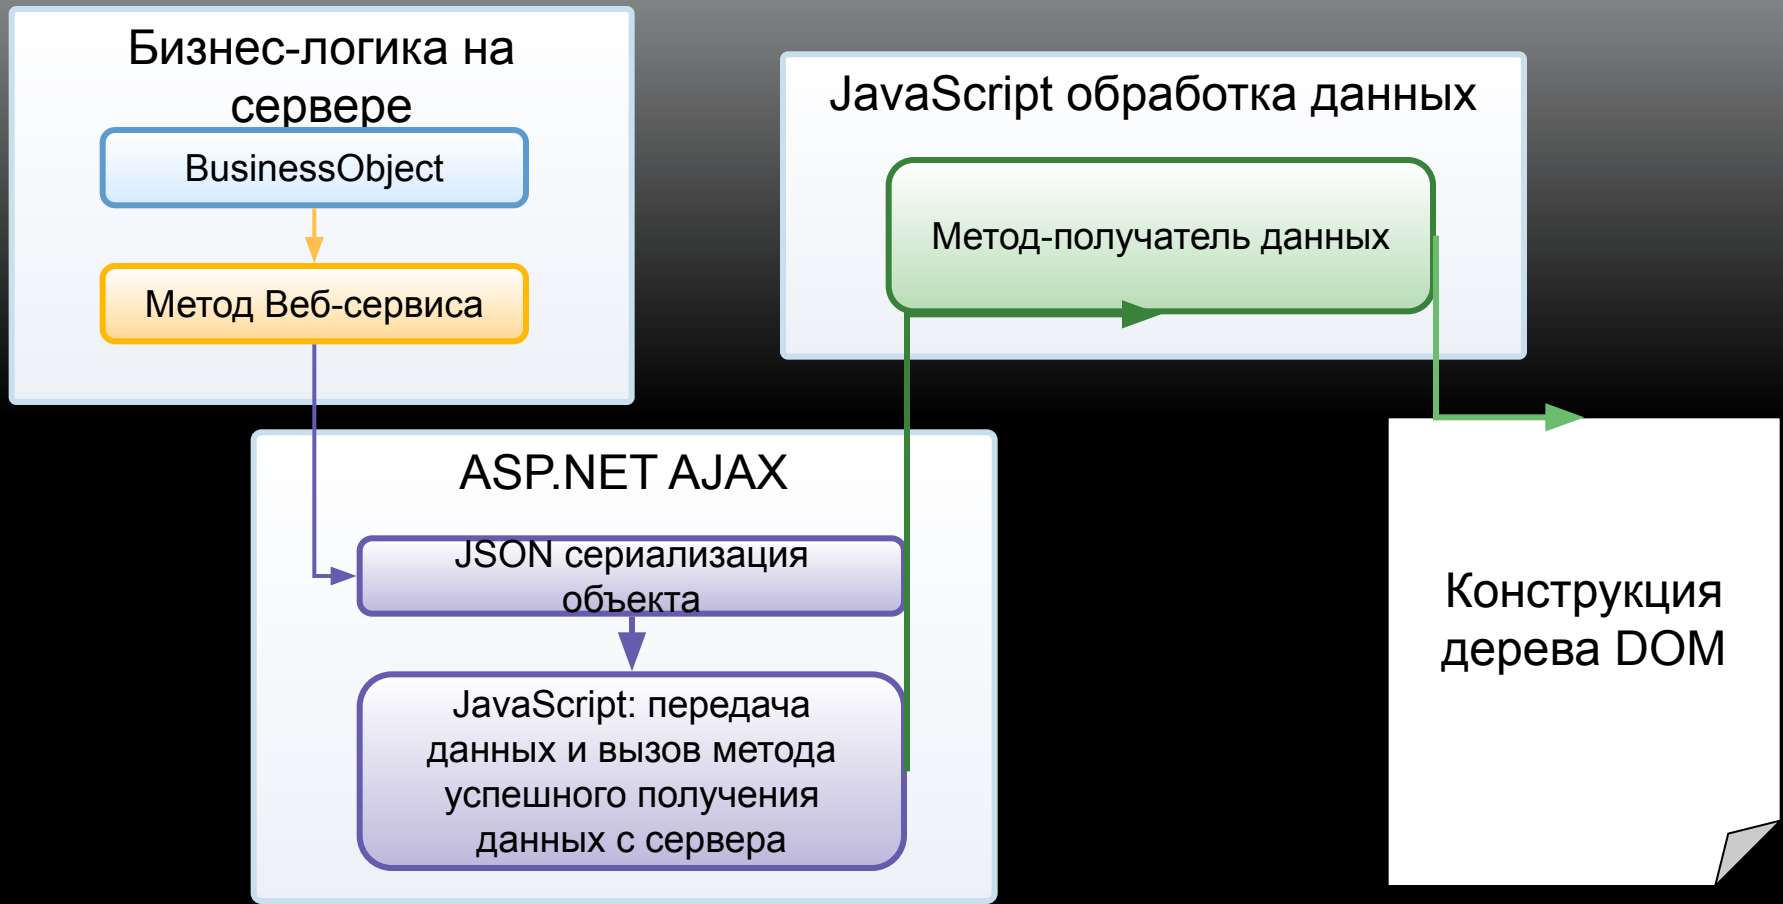 Бизнес-логика на
сервере
BusinessObject
Метод Веб-сервиса
JavaScript обработка данных
Метод-получатель данных
ASP.NET AJAX
JSON сериализация
объекта
JavaScript: передача
данных и вызов метода
успешного получения
данных с сервера
Конструкция
дерева DOM